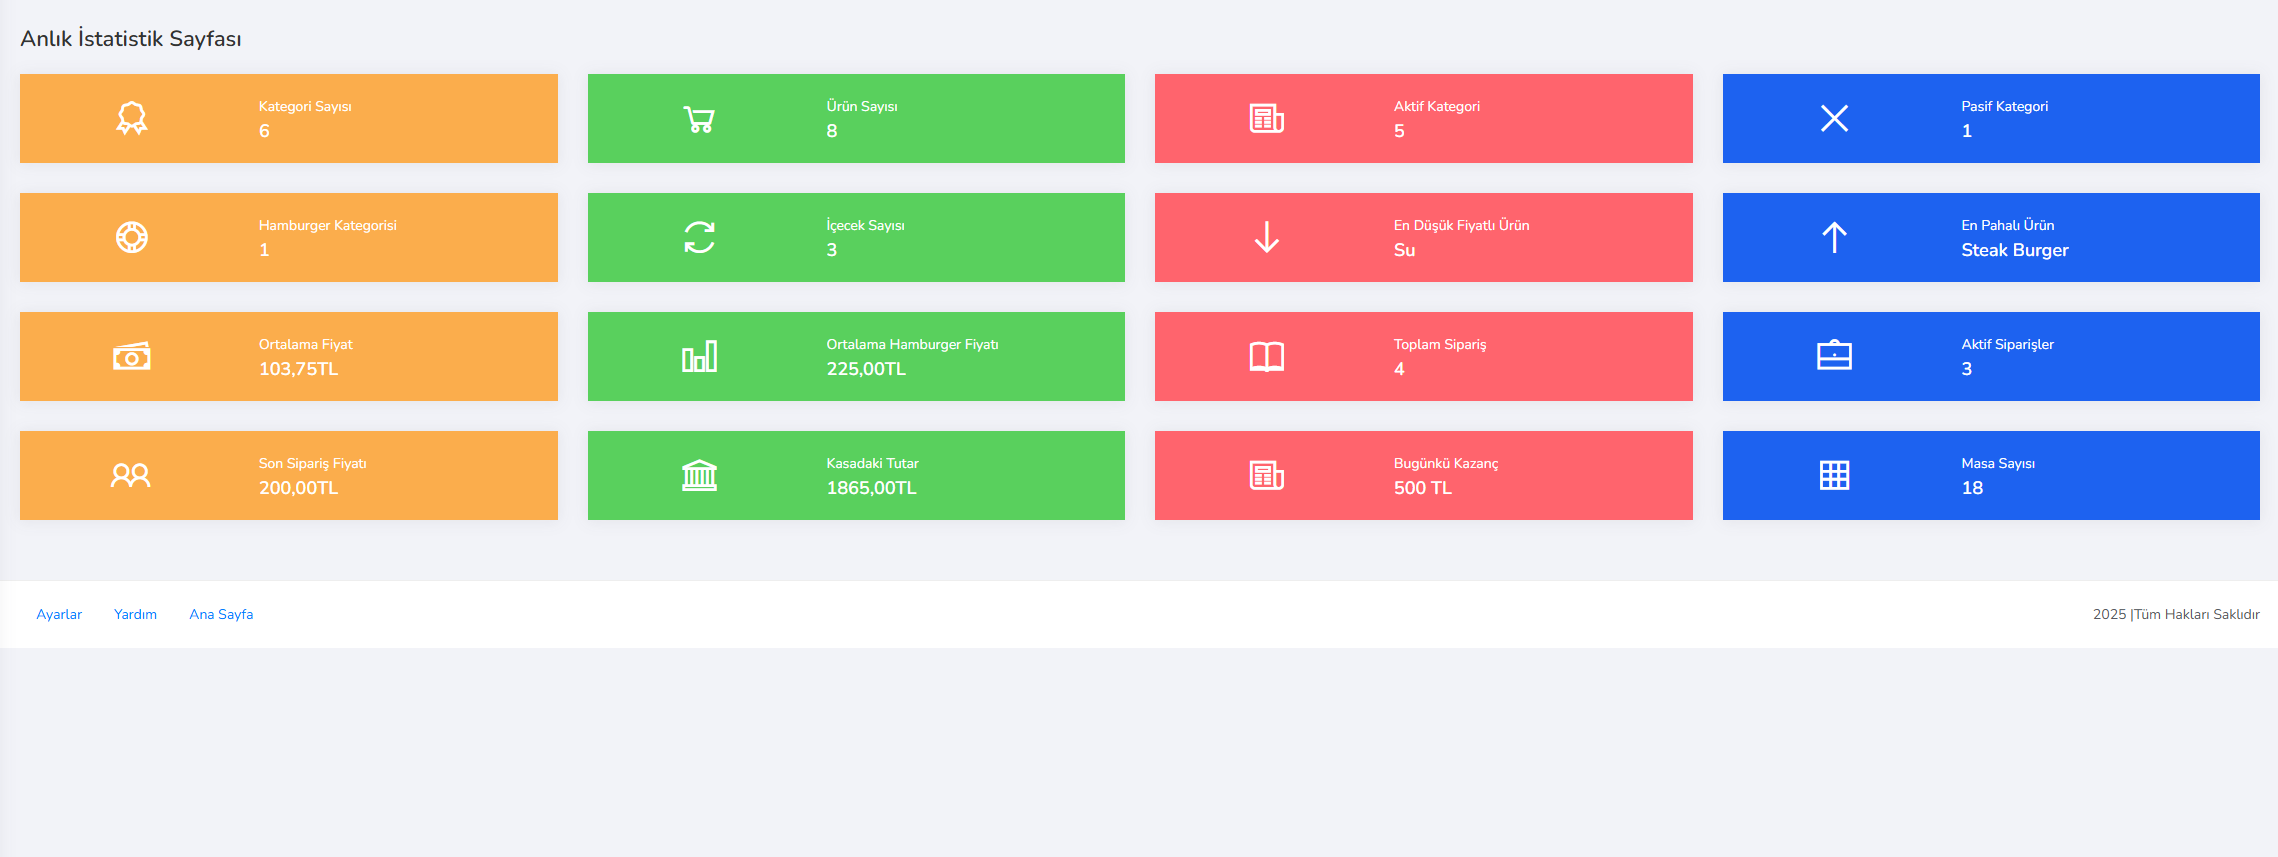 Anlık İstatistik Sayfası
Kategori Sayısı
6
Ürün Sayısı
8
Aktif Kategori
5
Pasif Kategori
1
Hamburger Kategorisi
1
İçecek Sayısı
3
En Düşük Fiyatlı Ürün
Su
En Pahalı Ürün
Steak Burger
Ortalama Fiyat
103,75TL
Ortalama Hamburger Fiyatı
225,00TL
Toplam Sipariş
4
Aktif Siparişler
3
Son Sipariş Fiyatı
200,00TL
Kasadaki Tutar
1865,00TL
Bugünkü Kazanç
500 TL
Masa Sayısı
18
Ayarlar Yardım Ana Sayfa 2025 |Tüm Hakları Saklıdır